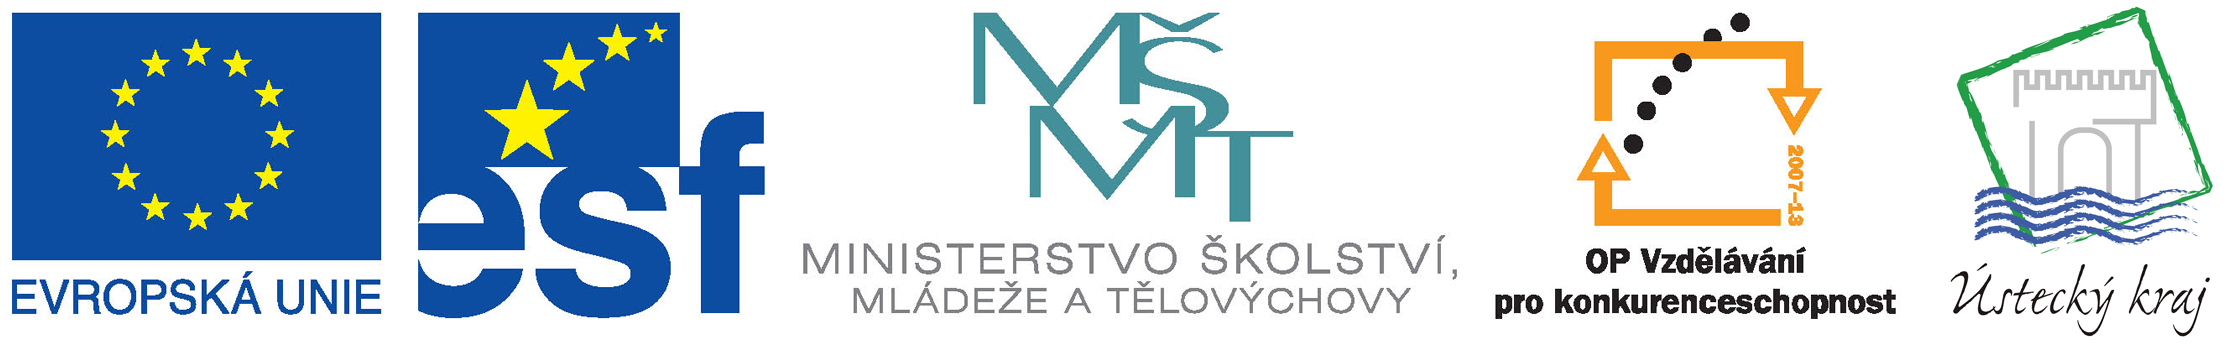 EVROPSKÁ UNIE
esf
MŠMT
MINISTERSTVO ŠKOLSTVÍ,
MLÁDEŽE A TĚLOVÝCHOVY
2007-13
OP Vzdělávání
pro konkurenceschopnost
Ústecký kraj